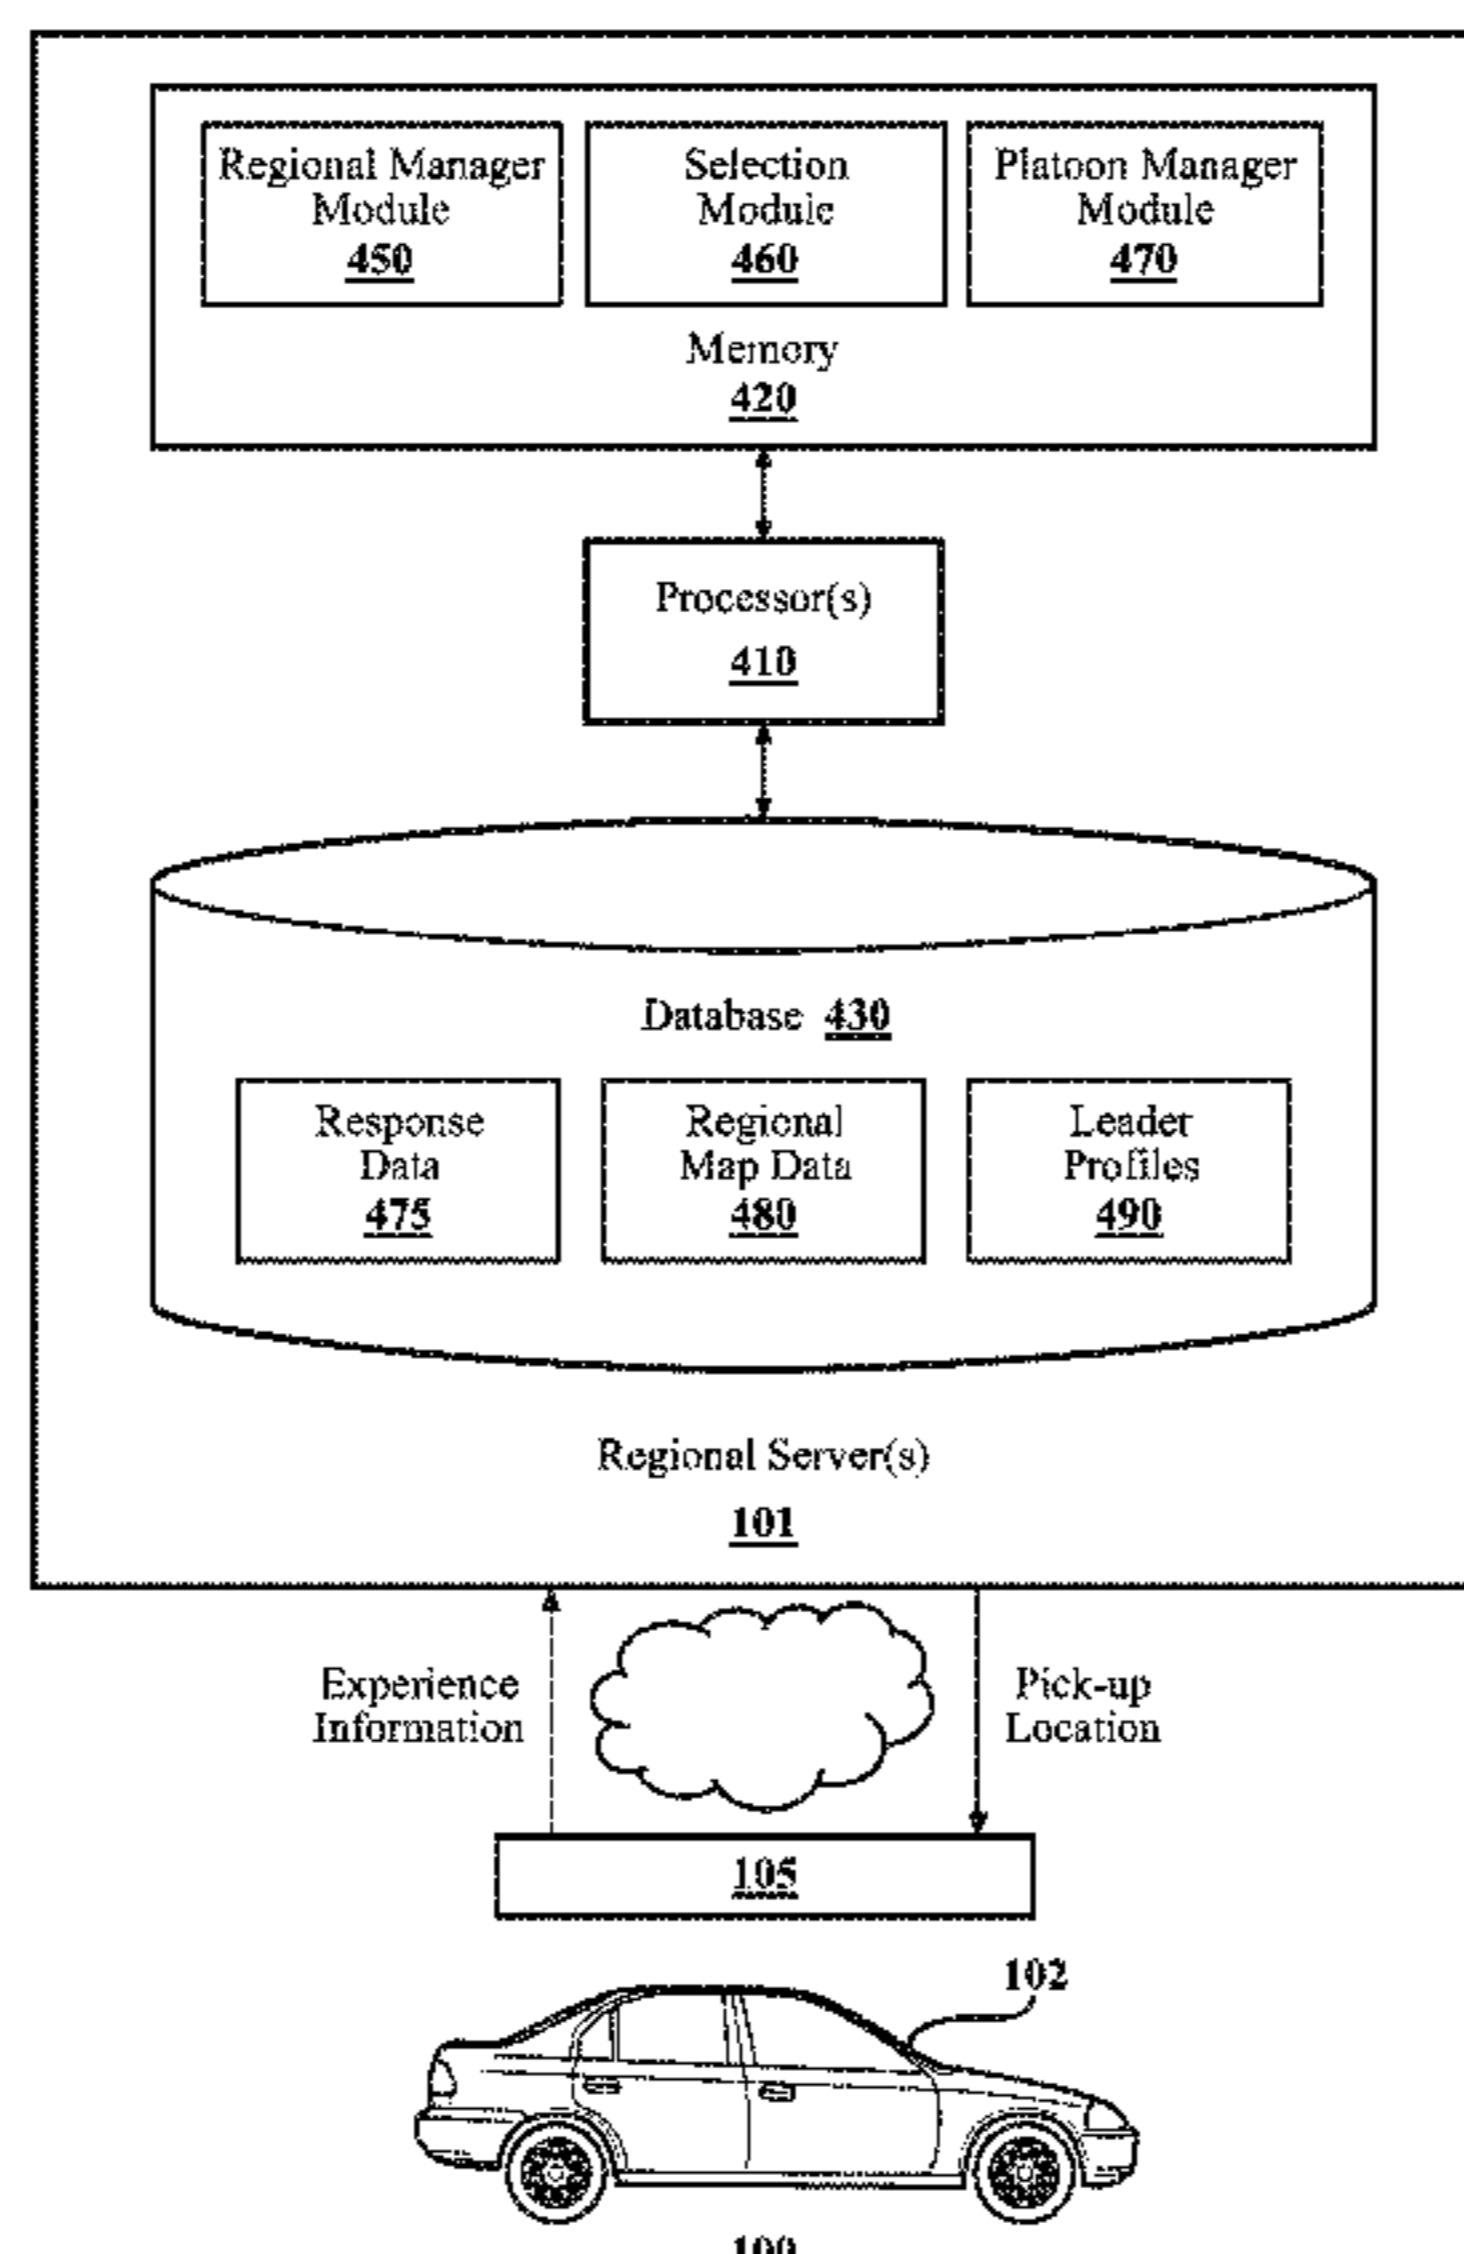 Regional Manager
Module
450
Selection
Module
460
Platoon Manager
Module
470
Memory
420
Processor(s)
410
Database 430
Response
Data
475
Regional
Map Data
480
Leader
Profiles
490
Regional Server(s)
101
Experience
Information
Pick-up
Location
105
102
100